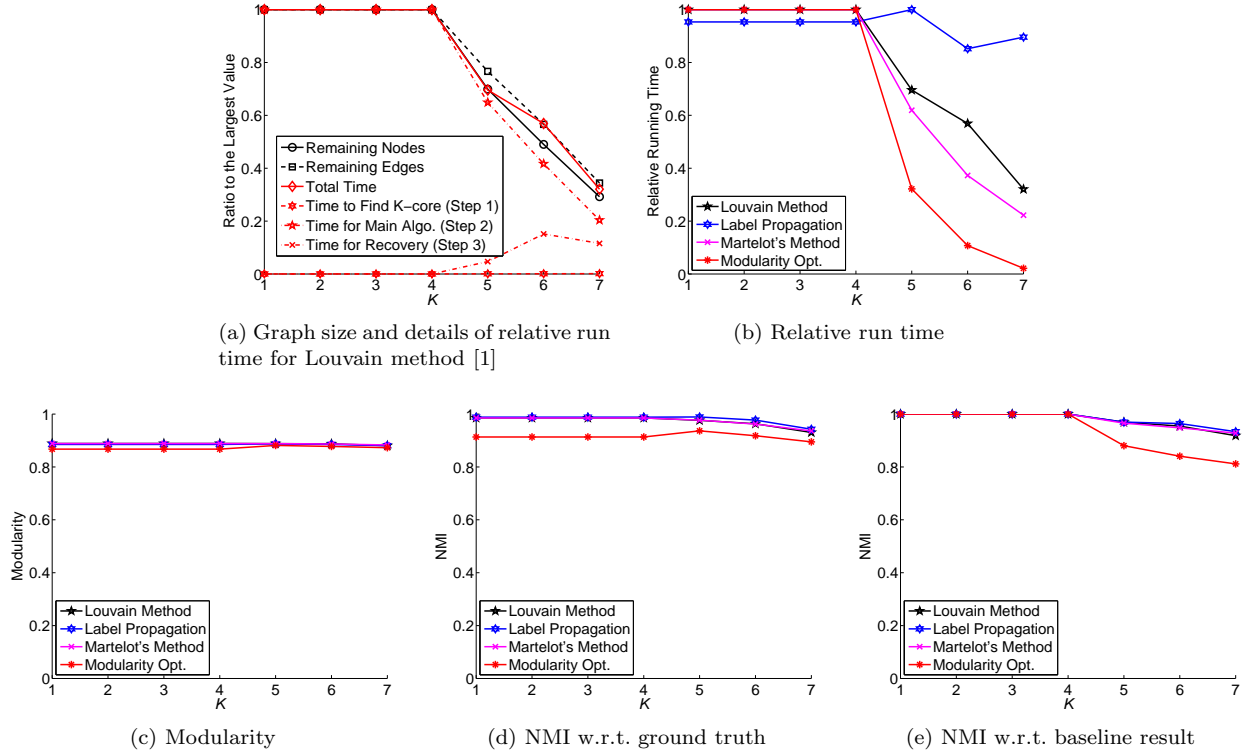 Ratio to the Largest Value
1
0.8
0.6
0.4
0.2
0
Remaining Nodes
Remaining Edges
Total Time
Time to Find K−core (Step 1)
Time for Main Algo. (Step 2)
Time for Recovery (Step 3)
1 2 3 4 5 6 7
K
(a) Graph size and details of relative run
time for Louvain method [1]
Relative Running Time
1
0.8
0.6
0.4
0.2
0
Louvain Method
Label Propagation
Martelot's Method
Modularity Opt.
1 2 3 4 5 6 7
K
(b) Relative run time
Modularity
1
0.8
0.6
0.4
0.2
0
Louvain Method
Label Propagation
Martelot's Method
Modularity Opt.
1 2 3 4 5 6 7
K
(c) Modularity
NMI
1
0.8
0.6
0.4
0.2
0
Louvain Method
Label Propagation
Martelot's Method
Modularity Opt.
1 2 3 4 5 6 7
K
(d) NMI w.r.t. ground truth
NMI
1
0.8
0.6
0.4
0.2
0
Louvain Method
Label Propagation
Martelot's Method
Modularity Opt.
1 2 3 4 5 6 7
K
(e) NMI w.r.t. baseline result